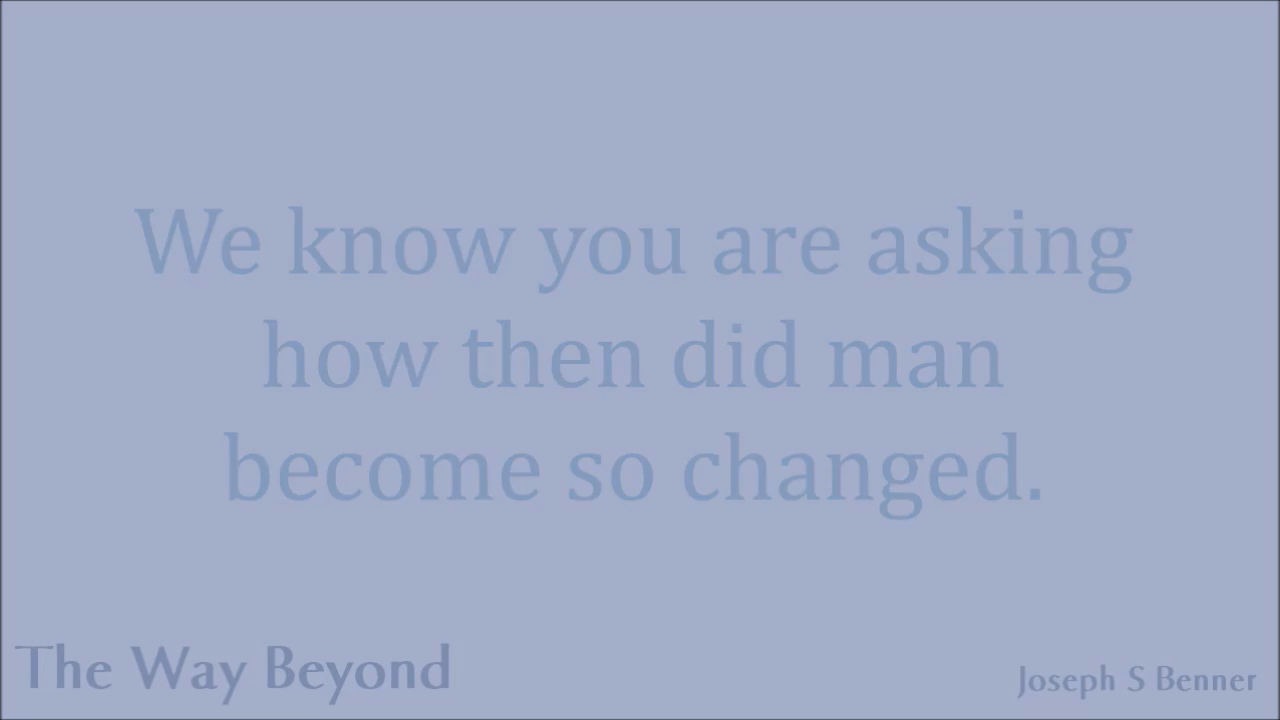 We know you are asking
how then did man
become so changed.
The Way Beyond
Joseph S Benner